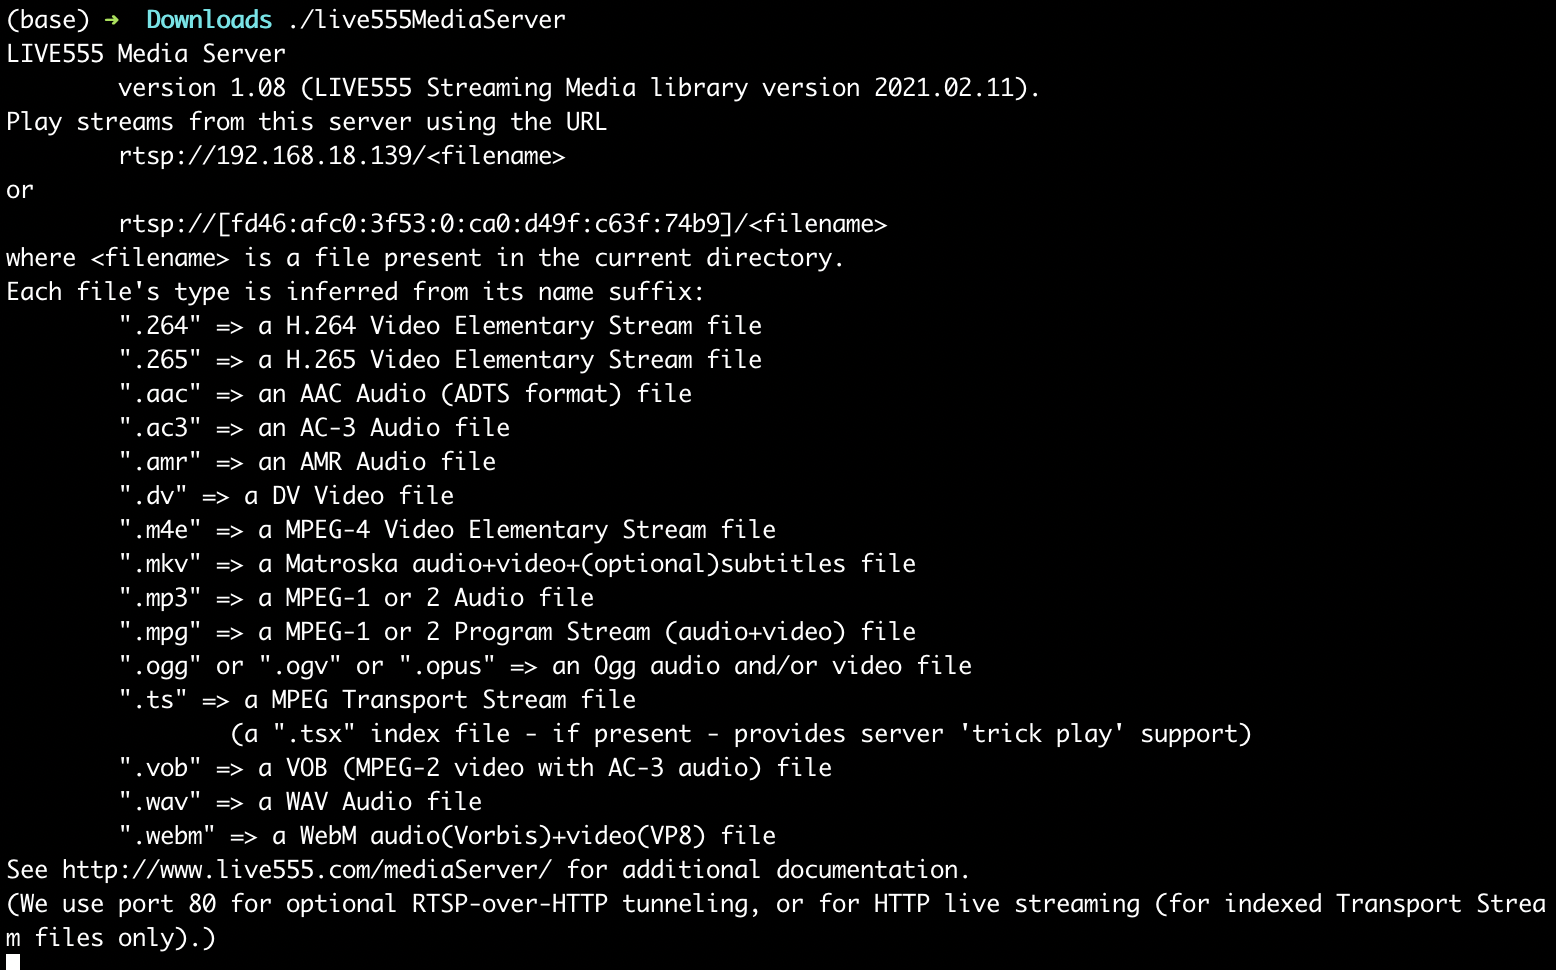 (base) ➜  Downloads ./live555MediaServer
LIVE555 Media Server
        version 1.08 (LIVE555 Streaming Media library version 2021.02.11).
Play streams from this server using the URL
        rtsp://192.168.18.139/<filename>
or
        rtsp://[fd46:afc0:3f53:0:ca0:d49f:c63f:74b9]/<filename>
where <filename> is a file present in the current directory.
Each file's type is inferred from its name suffix:
        ".264" => a H.264 Video Elementary Stream file
        ".265" => a H.265 Video Elementary Stream file
        ".aac" => an AAC Audio (ADTS format) file
        ".ac3" => an AC-3 Audio file
        ".amr" => an AMR Audio file
        ".dv" => a DV Video file
        ".m4e" => a MPEG-4 Video Elementary Stream file
        ".mkv" => a Matroska audio+video+(optional)subtitles file
        ".mp3" => a MPEG-1 or 2 Audio file
        ".mpg" => a MPEG-1 or 2 Program Stream (audio+video) file
        ".ogg" or ".ogv" or ".opus" => an Ogg audio and/or video file
        ".ts" => a MPEG Transport Stream file
                (a ".tsx" index file - if present - provides server 'trick play' support)
        ".vob" => a VOB (MPEG-2 video with AC-3 audio) file
        ".wav" => a WAV Audio file
        ".webm" => a WebM audio(Vorbis)+video(VP8) file
See http://www.live555.com/mediaServer/ for additional documentation.
(We use port 80 for optional RTSP-over-HTTP tunneling, or for HTTP live streaming (for indexed Transport Strea
m files only).)